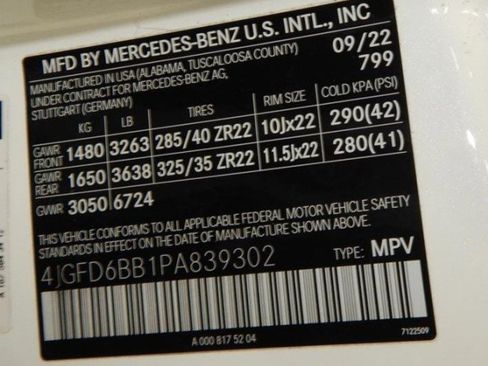 MFD BY MERCEDES-BENZ U.S. INTL., INC
MANUFACTURED IN USA (ALABAMA, TUSCALOOSA COUNTY) 09/22
UNDER CONTRACT FOR MERCEDES-BENZ AG, 799
STUTTGART (GERMANY)
KG LB TIRES RIM SIZE COLD KPA (PSI)
GAWR FRONT 1480 3263 285/40 ZR22 10Jx22 290(42)
GAWR REAR 1650 3638 325/35 ZR22 11.5Jx22 280(41)
GVWR 3050 6724
THIS VEHICLE CONFORMS TO ALL APPLICABLE FEDERAL MOTOR VEHICLE SAFETY
STANDARDS IN EFFECT ON THE DATE OF MANUFACTURE SHOWN ABOVE.
4JGFD6BB1PA839302 TYPE: MPV
A 000 817 52 04 7122509